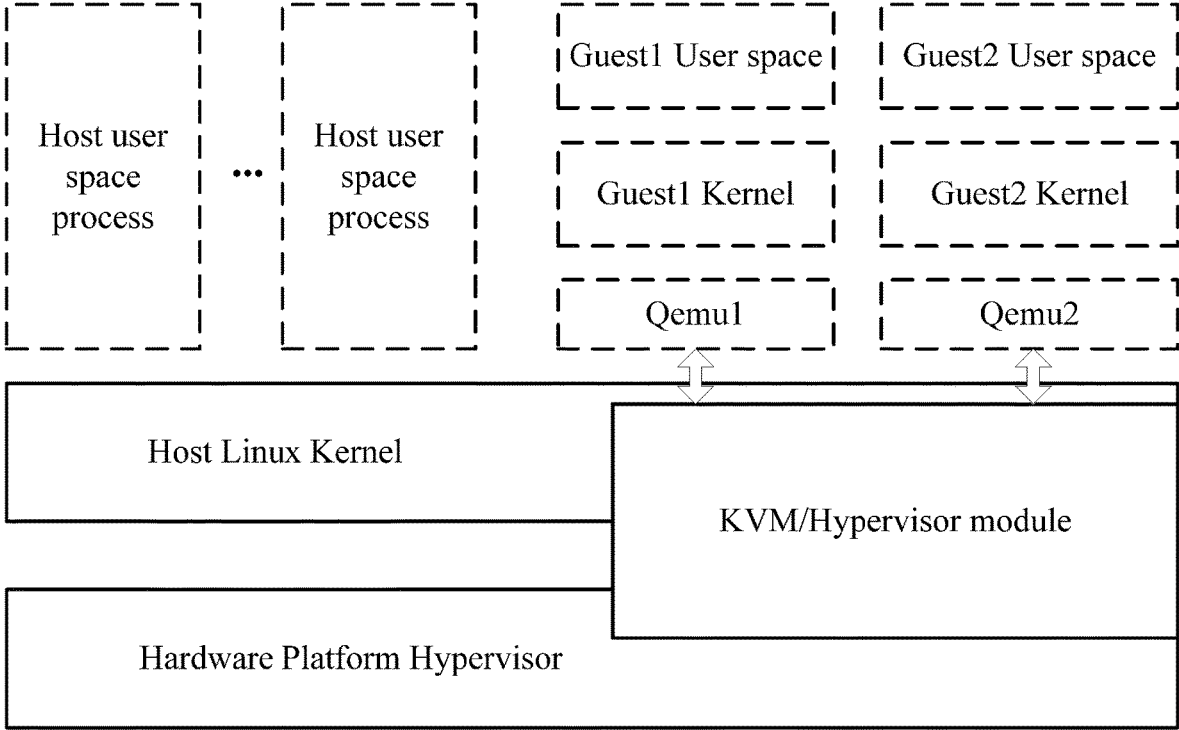 Host user
space
process
...
Host user
space
process
Guest1 User space
Guest2 User space
Guest1 Kernel
Guest2 Kernel
Qemu1
Qemu2
Host Linux Kernel
KVM/Hypervisor module
Hardware Platform Hypervisor